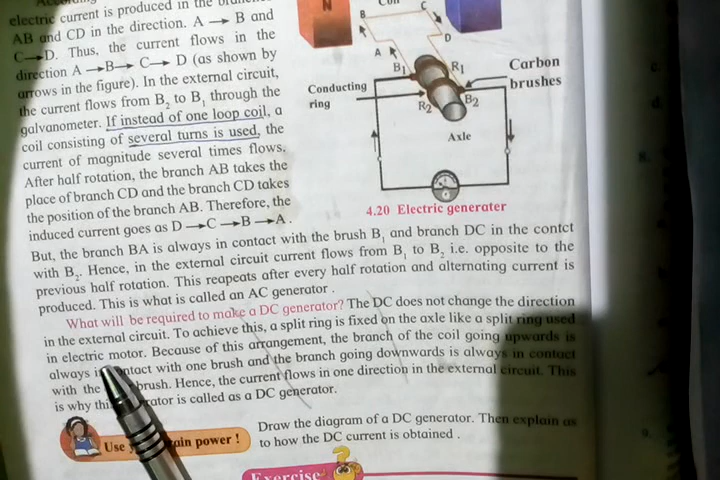 electric current is produced in the
AB and CD in the direction. A → B and
C→D. Thus, the current flows in the
direction A →B→ C→ D (as shown by
arrows in the figure). In the external circuit,
the current flows from B2 to B1 through the
galvanometer. If instead of one loop coil, a
coil consisting of several turns is used, the
current of magnitude several times flows.
After half rotation, the branch AB takes the
place of branch CD and the branch CD takes
the position of the branch AB. Therefore, the
induced current goes as D →C →B →A .
N
B
C
A
D
B1
R1
Carbon
brushes
Conducting
ring
R2
B2
Axle
4.20 Electric generater
But, the branch BA is always in contact with the brush B1 and branch DC in the contct
with B2. Hence, in the external circuit current flows from B1 to B2 i.e. opposite to the
previous half rotation. This reapeats after every half rotation and alternating current is
produced. This is what is called an AC generator .
What will be required to make a DC generator? The DC does not change the direction
in the external circuit. To achieve this, a split ring is fixed on the axle like a split ring used
in electric motor. Because of this arrangement, the branch of the coil going upwards is
always in contact with one brush and the branch going downwards is always in contact
with the brush. Hence, the current flows in one direction in the external circuit. This
is why is called as a DC generator.
Use power !
Draw the diagram of a DC generator. Then explain as
to how the DC current is obtained .
Exercise